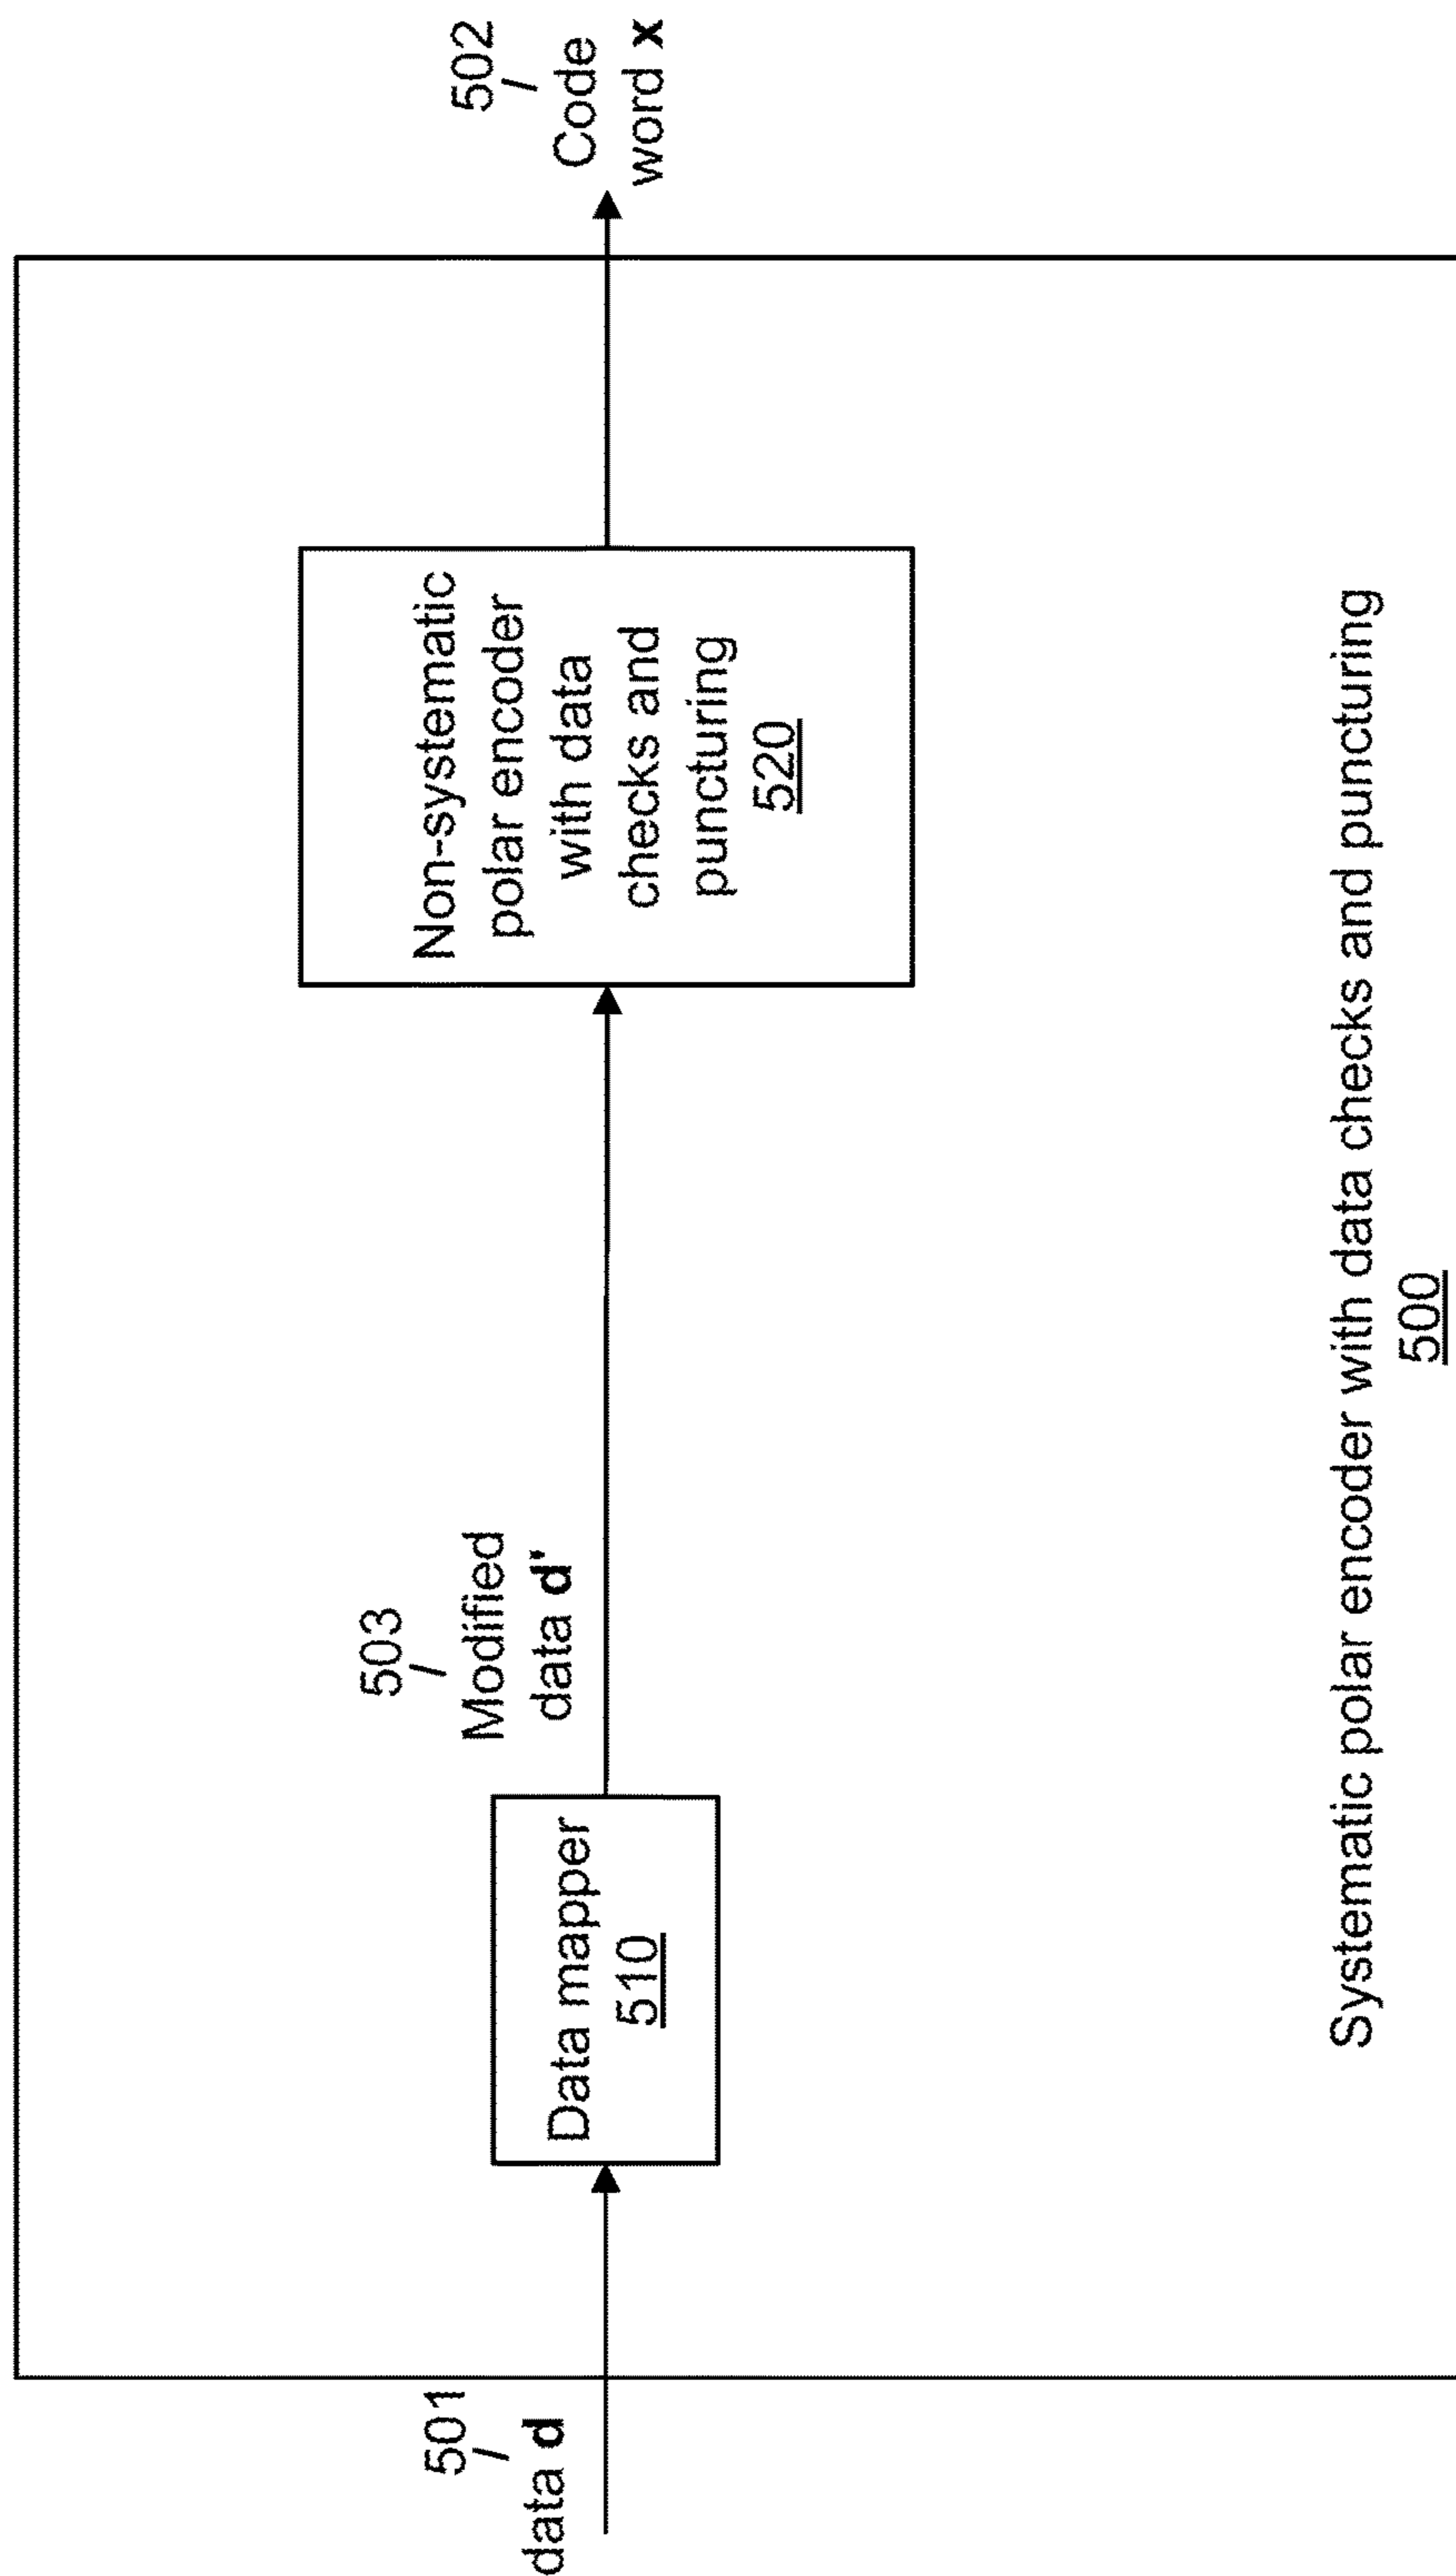 501
data d
Data mapper
510
503
Modified
data d'
Non-systematic
polar encoder
with data
checks and
puncturing
520
502
Code
word x
Systematic polar encoder with data checks and puncturing
500